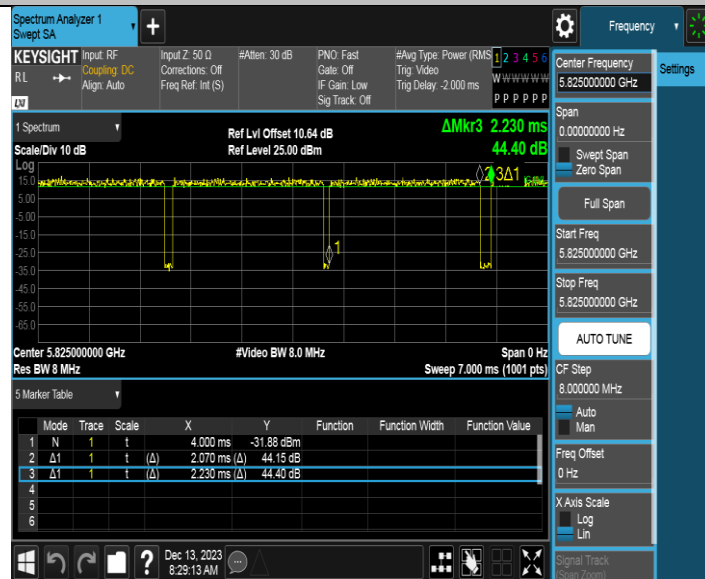 Spectrum Analyzer 1
Swept SA
+
Frequency
KEYSIGHT
RL
LXI
Input: RF
Coupling: DC
Align: Auto
Input Z: 50 Ω
Corrections: Off
Freq Ref: Int (S)
#Atten: 30 dB
PNO: Fast
Gate: Off
IF Gain: Low
Sig Track: Off
#Avg Type: Power (RMS
Trig: Video
Trig Delay: -2.000 ms
1 2 3 4 5 6
W W W W W W
P P P P P P
Center Frequency
5.825000000 GHz
Settings
Span
0.00000000 Hz
Swept Span
Zero Span
Full Span
Start Freq
5.825000000 GHz
Stop Freq
5.825000000 GHz
AUTO TUNE
CF Step
8.000000 MHz
Auto
Man
Freq Offset
0 Hz
X Axis Scale
Log
Lin
Signal Track
(Span Zoom)
1 Spectrum
Scale/Div 10 dB
Ref Lvl Offset 10.64 dB
Ref Level 25.00 dBm
ΔMkr3 2.230 ms
44.40 dB
Log
15.0
5.00
-5.00
-15.0
-25.0
-35.0
-45.0
-55.0
-65.0
3Δ1
1
Center 5.825000000 GHz
Res BW 8 MHz
#Video BW 8.0 MHz
Span 0 Hz
Sweep 7.000 ms (1001 pts)
5 Marker Table
Mode Trace Scale X Y Function Function Width Function Value
1 N 1 t 4.000 ms -31.88 dBm
2 Δ1 1 t (Δ) 2.070 ms (Δ) 44.15 dB
3 Δ1 1 t (Δ) 2.230 ms (Δ) 44.40 dB
4
5
6
?
Dec 13, 2023
8:29:13 AM